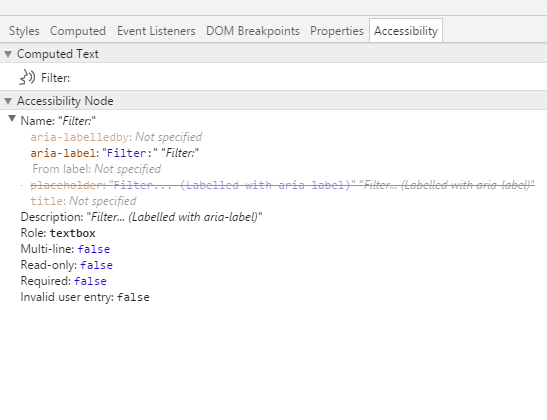 Styles Computed Event Listeners DOM Breakpoints Properties Accessibility
Computed Text
Filter:
Accessibility Node
Name: "Filter:"
aria-labelledby: Not specified
aria-label: "Filter:" "Filter:"
From label: Not specified
placeholder: "Filter... (Labelled with aria-label)" "Filter... (Labelled with aria-label)"
title: Not specified
Description: "Filter... (Labelled with aria-label)"
Role: textbox
Multi-line: false
Read-only: false
Required: false
Invalid user entry: false